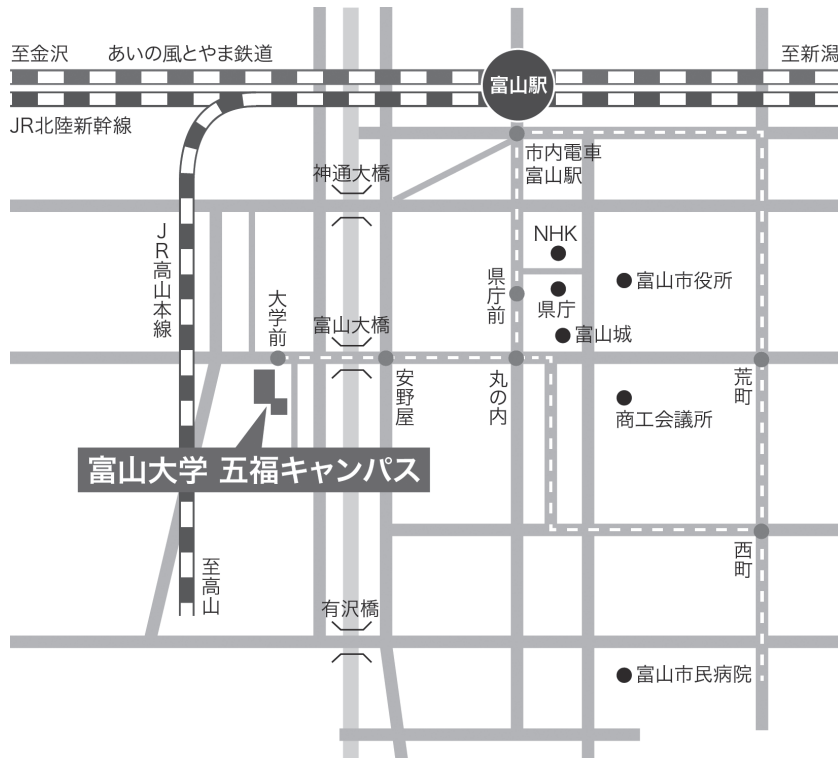 至金沢
あいの風とやま鉄道
富山駅
至新潟
JR北陸新幹線
市内電車
富山駅
神通大橋
JR高山本線
NHK
県庁前
富山市役所
県庁
大学前
富山大橋
富山城
安野屋
丸の内
荒町
商工会議所
富山大学 五福キャンパス
西町
至高山
有沢橋
富山市民病院